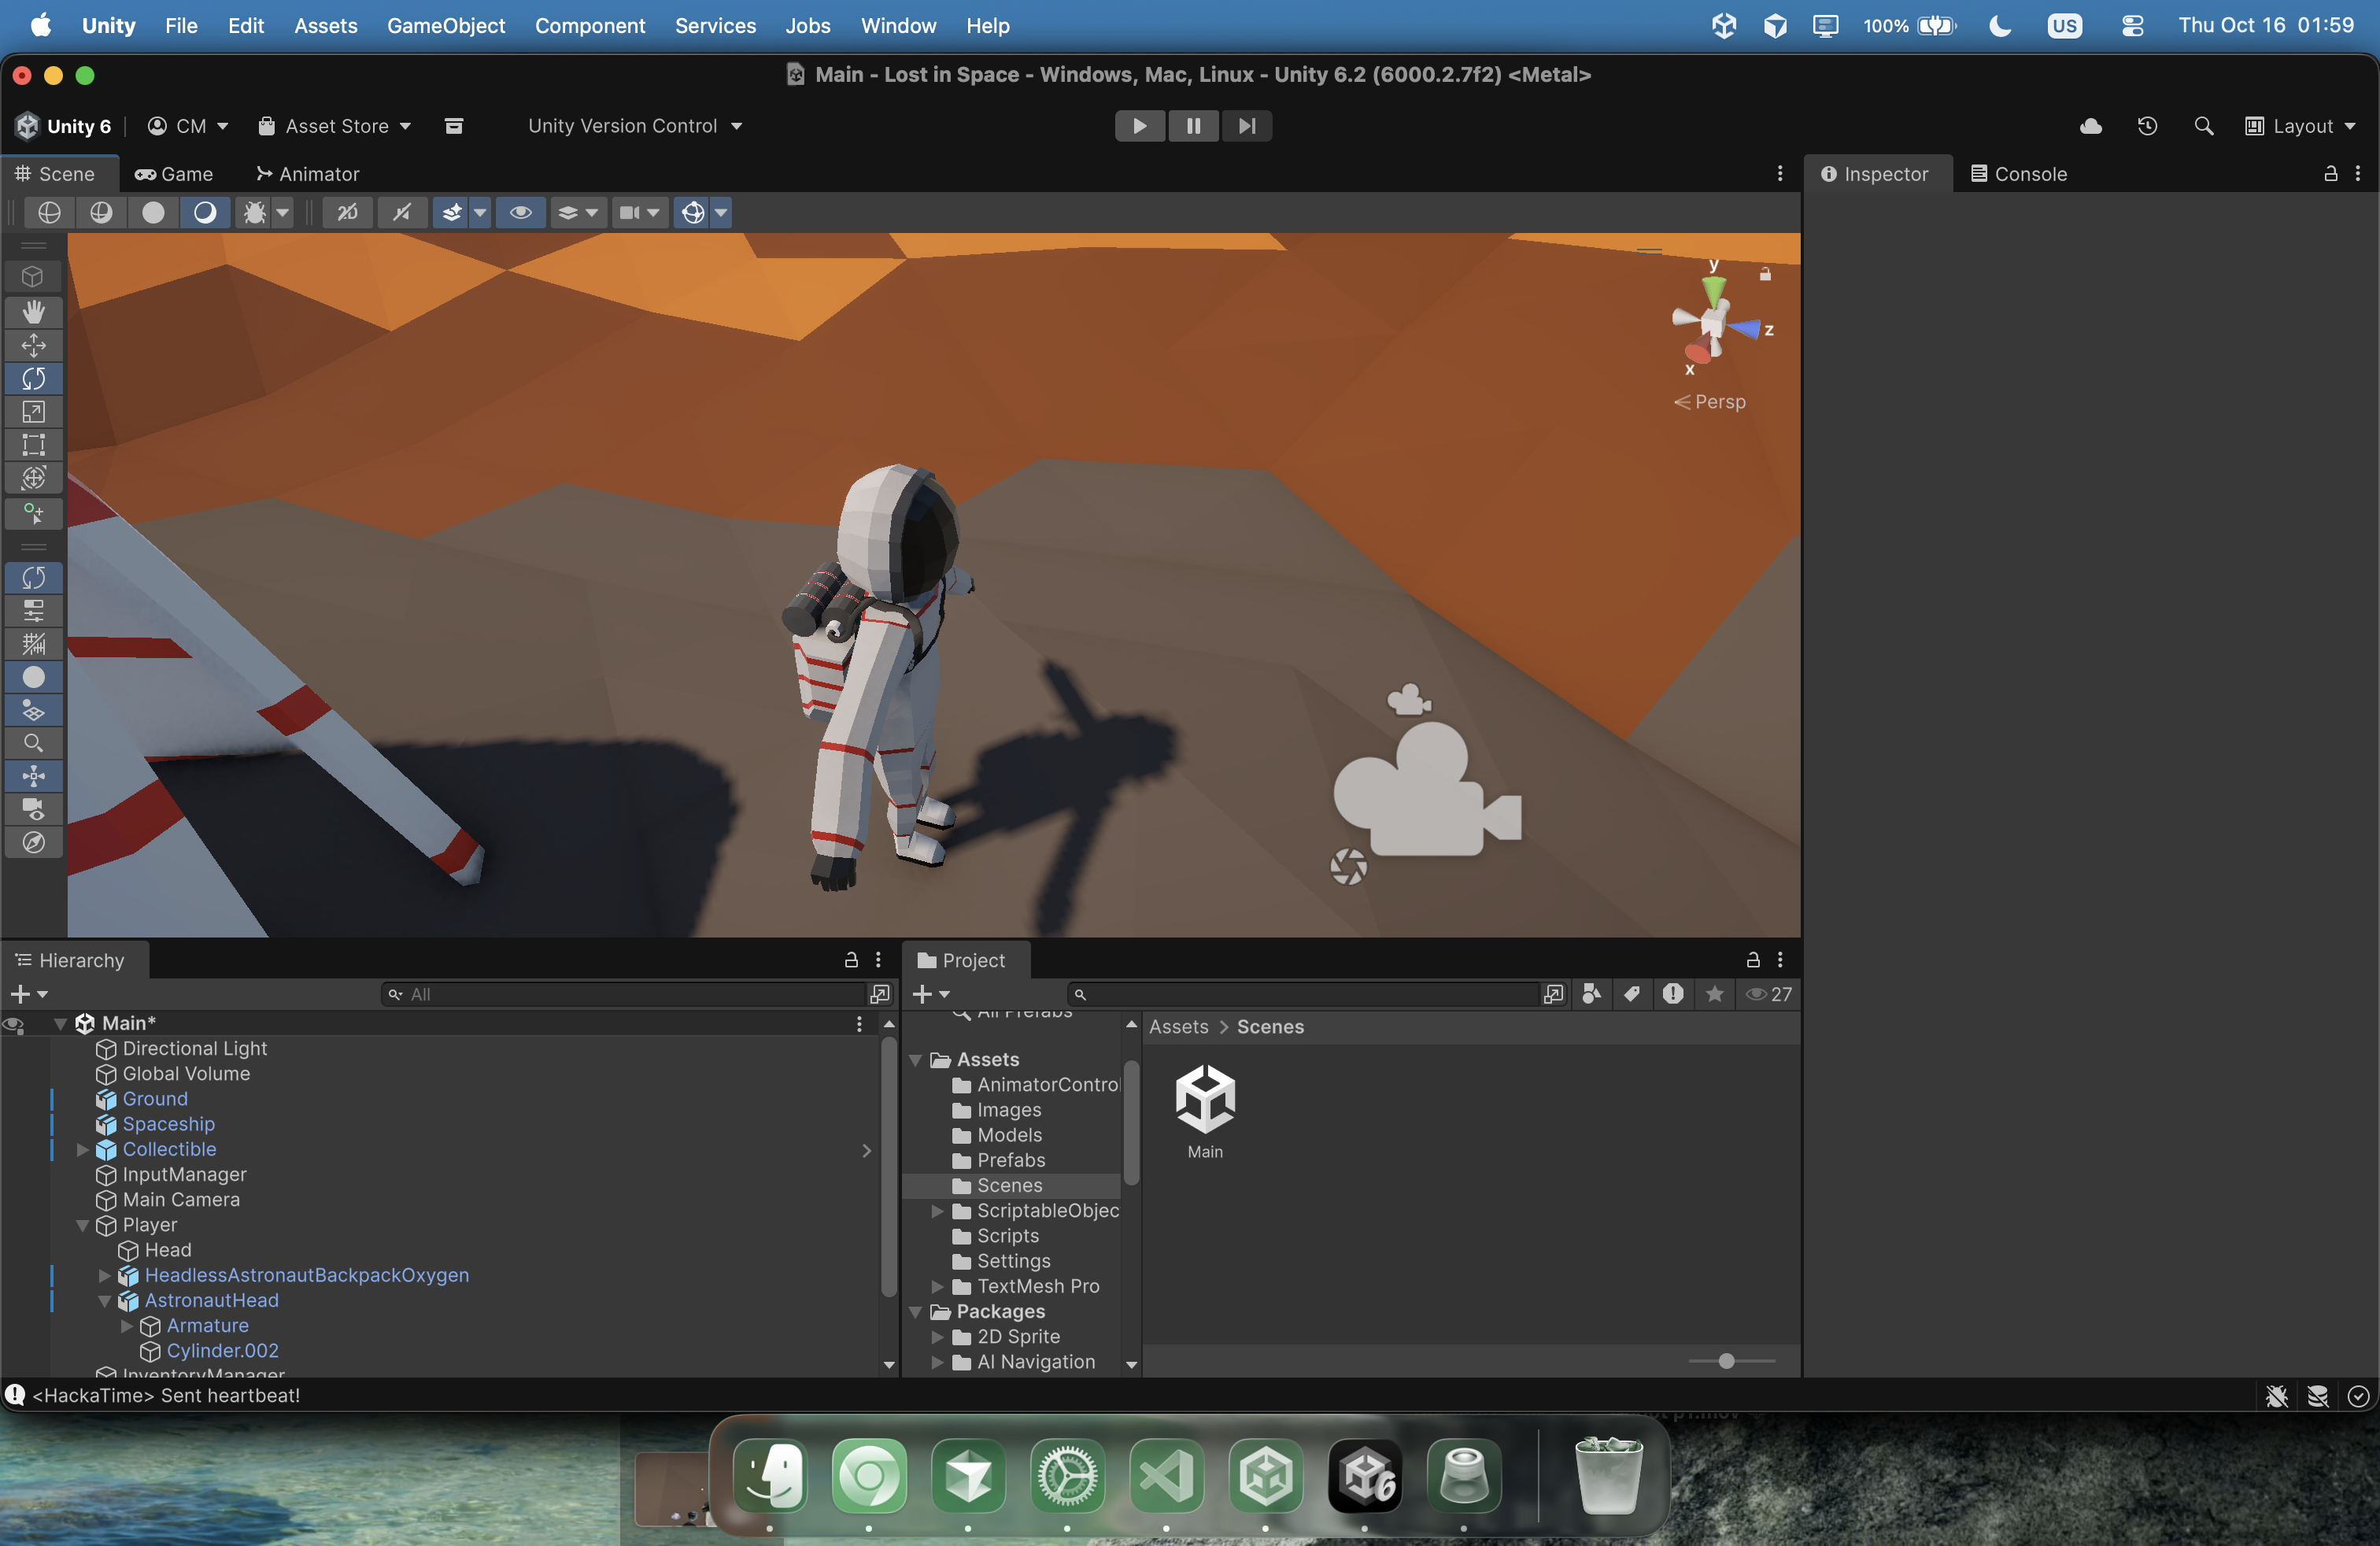 Unity File Edit Assets GameObject Component Services Jobs Window Help 100% US Thu Oct 16 01:59
Main - Lost in Space - Windows, Mac, Linux - Unity 6.2 (6000.2.7f2) <Metal>
Unity 6 CM Asset Store Unity Version Control Layout
Scene Game Animator Inspector Console
2D
y
z
x
Persp
Hierarchy
All
Main*
Directional Light
Global Volume
Ground
Spaceship
Collectible
InputManager
Main Camera
Player
Head
HeadlessAstronautBackpackOxygen
AstronautHead
Armature
Cylinder.002
InventoryManager
Project
27
All Prefabs
Assets
AnimatorControl
Images
Models
Prefabs
Scenes
ScriptableObjec
Scripts
Settings
TextMesh Pro
Packages
2D Sprite
AI Navigation
Assets > Scenes
Main
<HackaTime> Sent heartbeat!
6